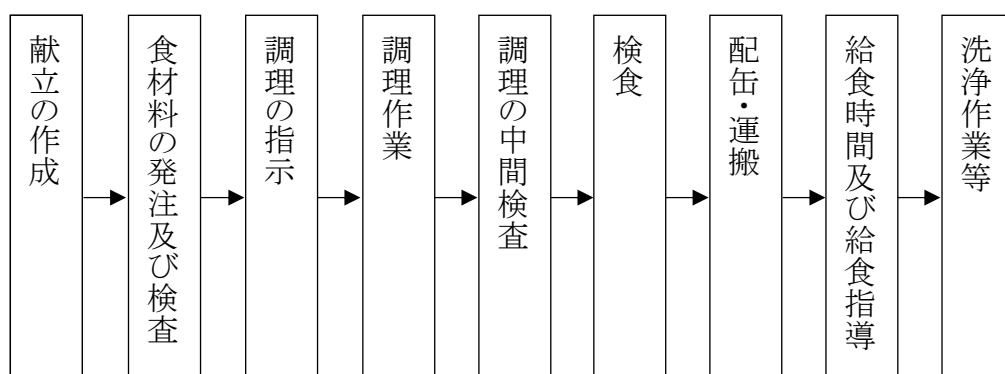 献立の作成
食材料の発注及び検査
調理の指示
調理作業
調理の中間検査
検食
配缶・運搬
給食時間及び給食指導
洗浄作業等